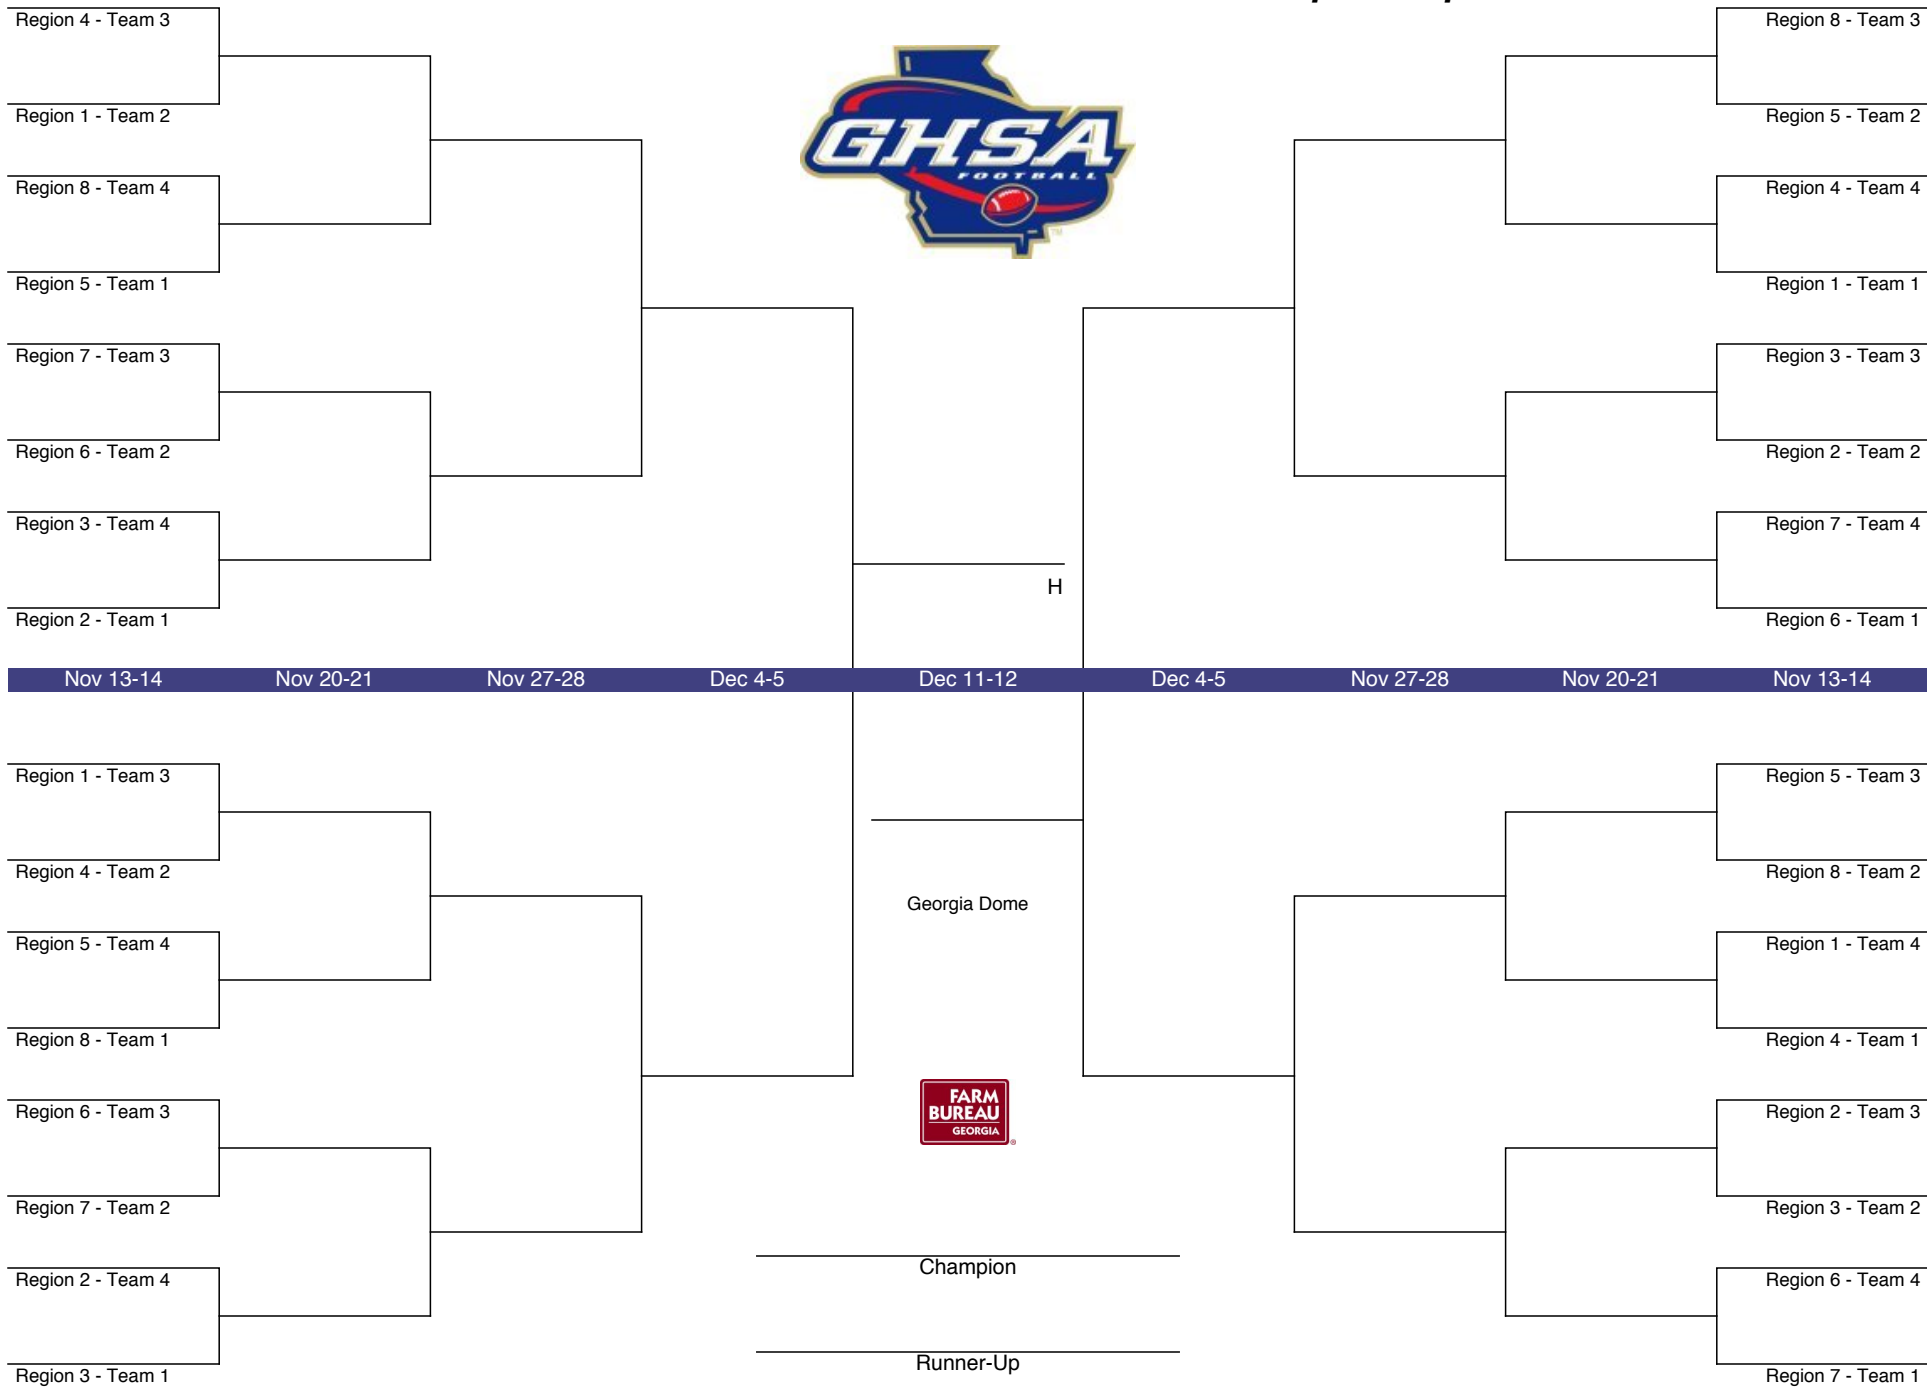 Region 4 - Team 3
Region 1 - Team 2
Region 8 - Team 4
Region 5 - Team 1
Region 7 - Team 3
Region 6 - Team 2
Region 3 - Team 4
Region 2 - Team 1
GHSA
FOOTBALL
TM
H
Region 8 - Team 3
Region 5 - Team 2
Region 4 - Team 4
Region 1 - Team 1
Region 3 - Team 3
Region 2 - Team 2
Region 7 - Team 4
Region 6 - Team 1
Nov 13-14 Nov 20-21 Nov 27-28 Dec 4-5 Dec 11-12 Dec 4-5 Nov 27-28 Nov 20-21 Nov 13-14
Region 1 - Team 3
Region 4 - Team 2
Region 5 - Team 4
Region 8 - Team 1
Region 6 - Team 3
Region 7 - Team 2
Region 2 - Team 4
Region 3 - Team 1
Georgia Dome
FARM
BUREAU
GEORGIA
®
Champion
Runner-Up
Region 5 - Team 3
Region 8 - Team 2
Region 1 - Team 4
Region 4 - Team 1
Region 2 - Team 3
Region 3 - Team 2
Region 6 - Team 4
Region 7 - Team 1